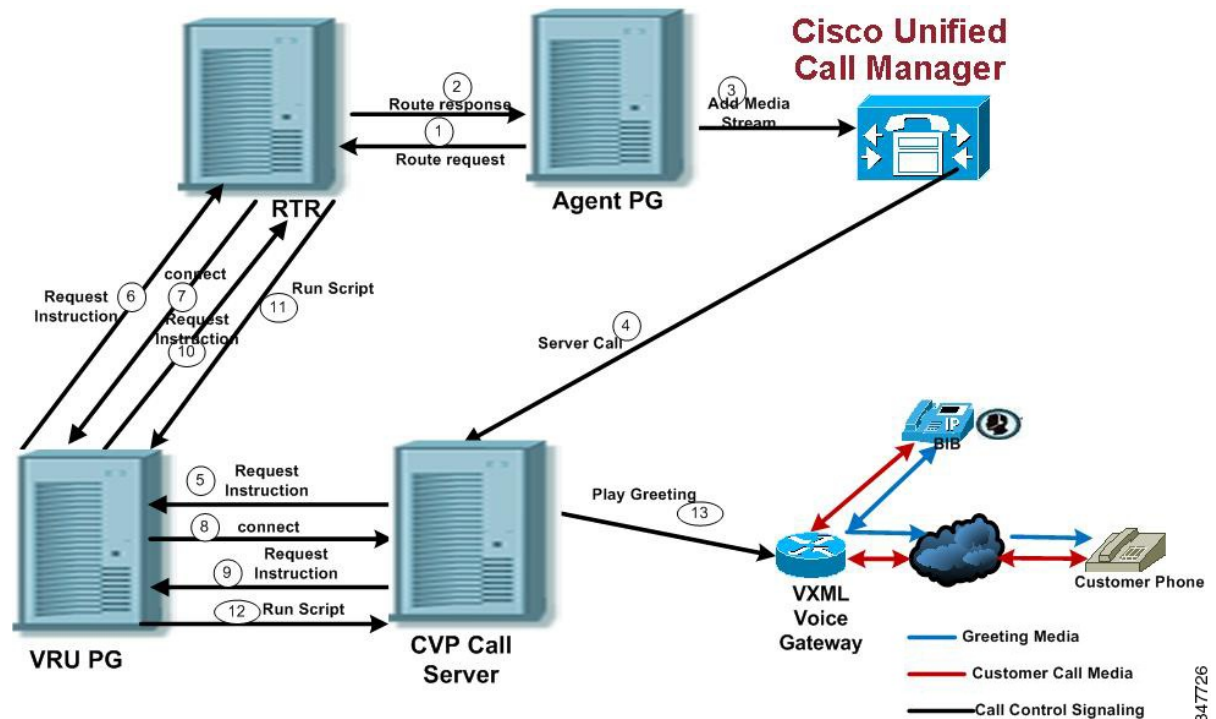 Cisco Unified
Call Manager
2
Route response
1
Route request
3
Add Media
Stream
RTR
Agent PG
Request
Instruction
6
connect
7
Request
Instruction
10
11
Run Script
Server Call
4
BIB
IP
5
Request
Instruction
8
connect
9
Request
Instruction
12
Run Script
Play Greeting
13
VRU PG
CVP Call
Server
VXML
Voice
Gateway
Customer Phone
Greeting Media
Customer Call Media
Call Control Signaling
347726